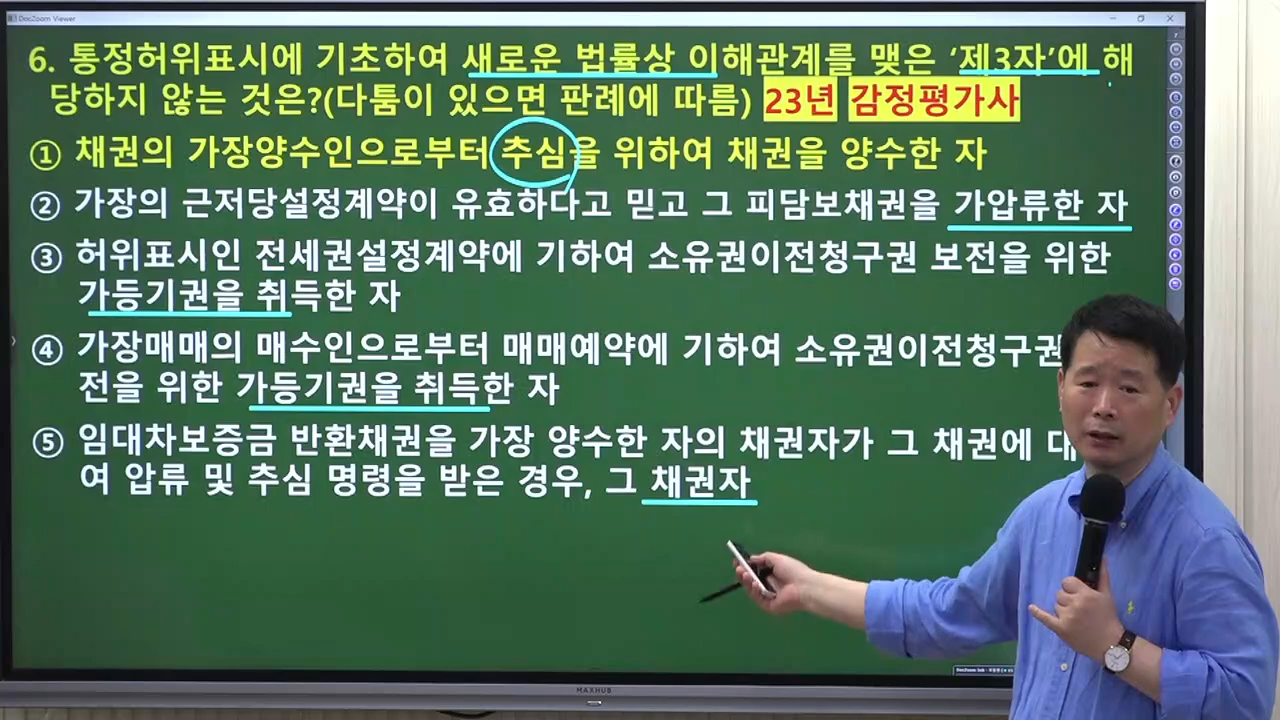 DocZoom Viewer
6. 통정허위표시에 기초하여 새로운 법률상 이해관계를 맺은 ‘제3자’에 해
당하지 않는 것은?(다툼이 있으면 판례에 따름) 23년 감정평가사
① 채권의 가장양수인으로부터 추심을 위하여 채권을 양수한 자
② 가장의 근저당설정계약이 유효하다고 믿고 그 피담보채권을 가압류한 자
③ 허위표시인 전세권설정계약에 기하여 소유권이전청구권 보전을 위한
가등기권을 취득한 자
④ 가장매매의 매수인으로부터 매매예약에 기하여 소유권이전청구권
전을 위한 가등기권을 취득한 자
⑤ 임대차보증금 반환채권을 가장 양수한 자의 채권자가 그 채권에 대
여 압류 및 추심 명령을 받은 경우, 그 채권자
MAXHUB